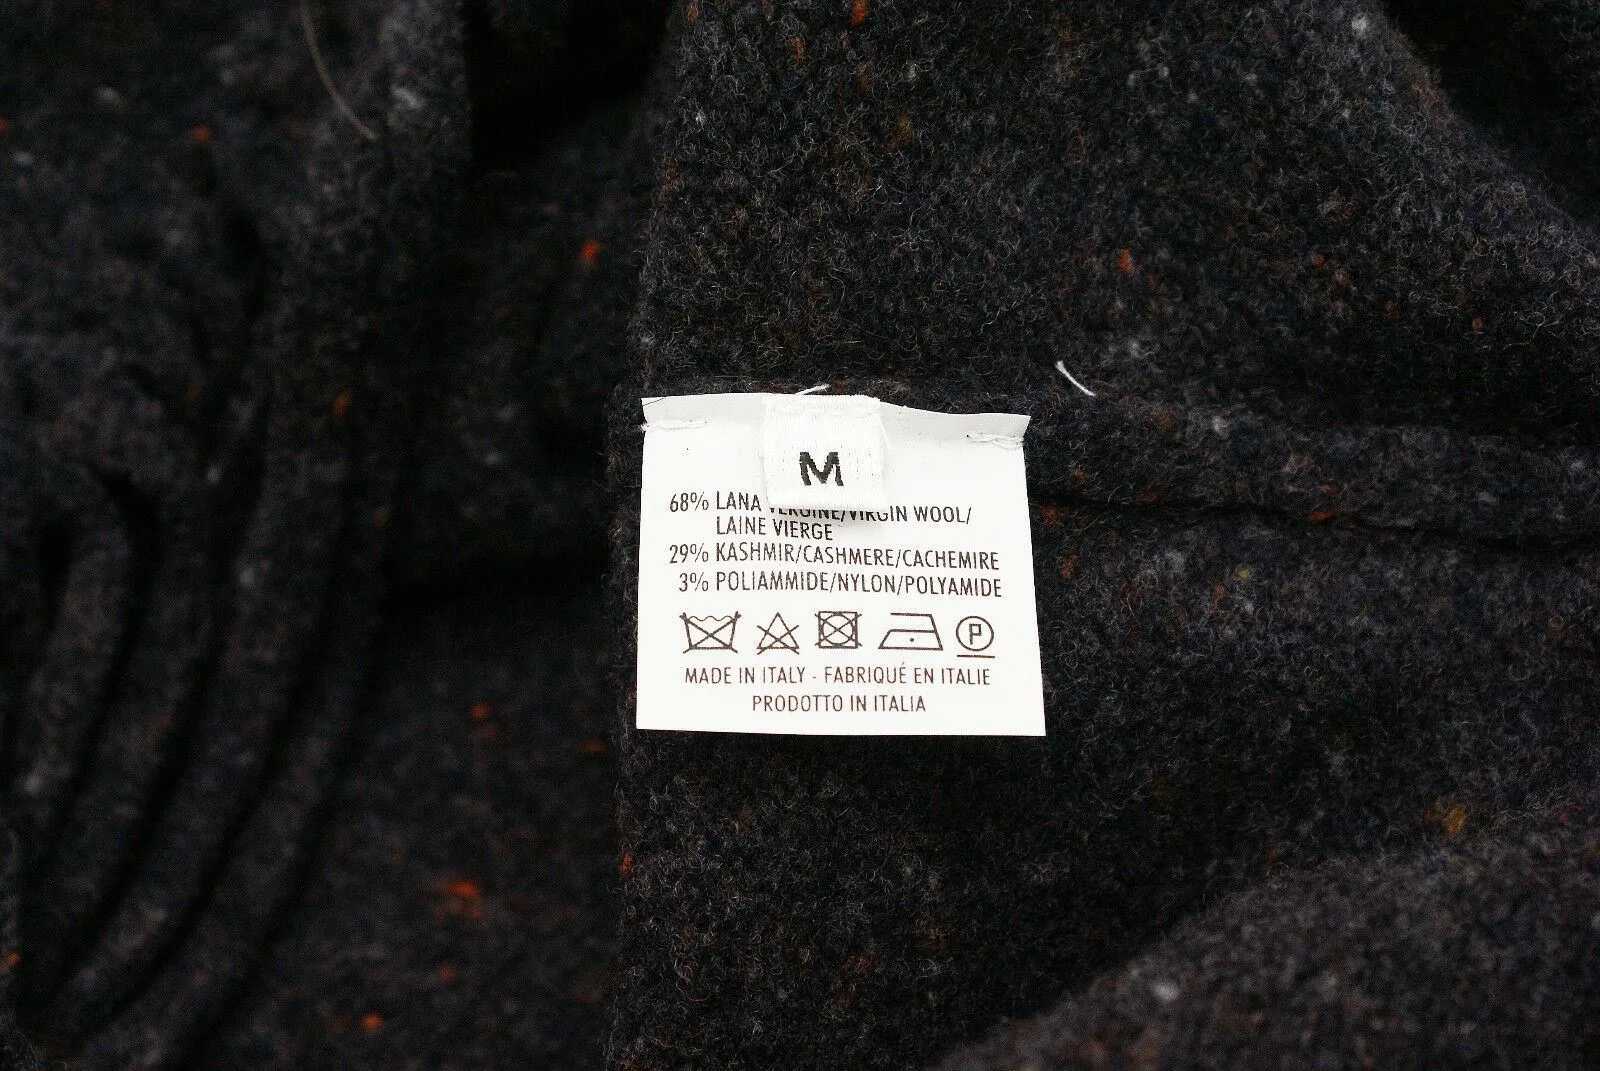 M
68% LANA VERGINE/VIRGIN WOOL/
LAINE VIERGE
29% KASHMIR/CASHMERE/CACHEMIRE
3% POLIAMMIDE/NYLON/POLYAMIDE
P
MADE IN ITALY - FABRIQUÉ EN ITALIE
PRODOTTO IN ITALIA